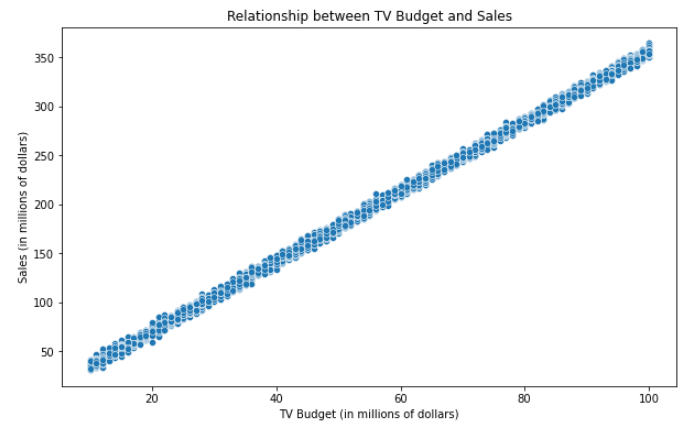 Relationship between TV Budget and Sales
Sales (in millions of dollars)
350
300
250
200
150
100
50
20 40 60 80 100
TV Budget (in millions of dollars)